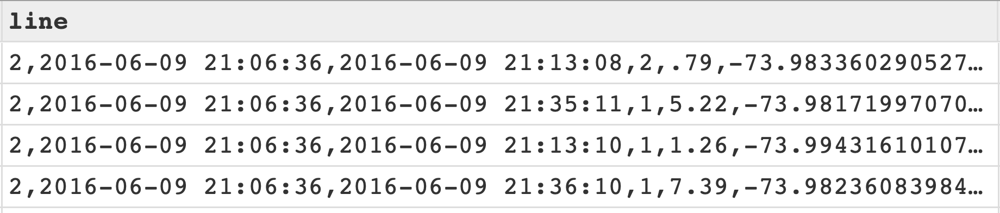 line
2,2016-06-09 21:06:36,2016-06-09 21:13:08,2,.79,-73.983360290527…
2,2016-06-09 21:06:36,2016-06-09 21:35:11,1,5.22,-73.98171997070…
2,2016-06-09 21:06:36,2016-06-09 21:13:10,1,1.26,-73.99431610107…
2,2016-06-09 21:06:36,2016-06-09 21:36:10,1,7.39,-73.98236083984…